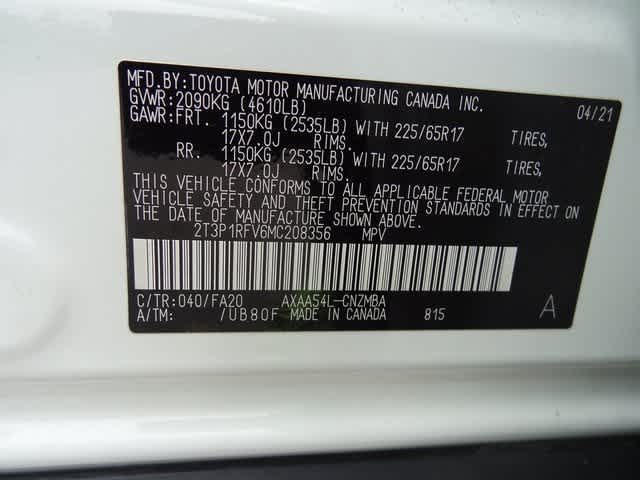 MFD.BY:TOYOTA MOTOR MANUFACTURING CANADA INC.
GVWR:2090KG (4610LB) 04/21
GAWR:FRT. 1150KG (2535LB) WITH 225/65R17 TIRES,
17X7.0J RIMS.
RR. 1150KG (2535LB) WITH 225/65R17 TIRES,
17X7.0J RIMS.
THIS VEHICLE CONFORMS TO ALL APPLICABLE FEDERAL MOTOR
VEHICLE SAFETY AND THEFT PREVENTION STANDARDS IN EFFECT ON
THE DATE OF MANUFACTURE SHOWN ABOVE.
2T3P1RFV6MC208356 MPV
C/TR:040/FA20 AXAA54L-CNZMBA A
A/TM: /UB80F MADE IN CANADA 815